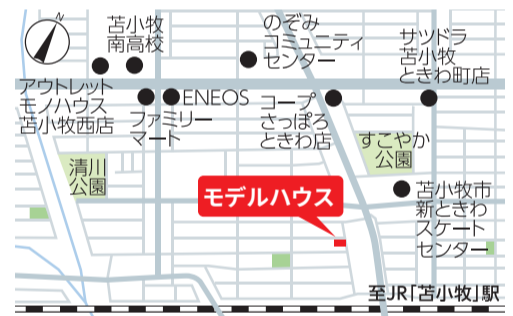 苫小牧
南高校
のぞみ
コミュニティ
センター
サツドラ
苫小牧
ときわ町店
アウトレット
モノハウス
苫小牧西店
ENEOS
ファミリー
マート
コープ
さっぽろ
ときわ店
すこやか
公園
清川
公園
モデルハウス
苫小牧市
新ときわ
スケート
センター
至JR「苫小牧」駅